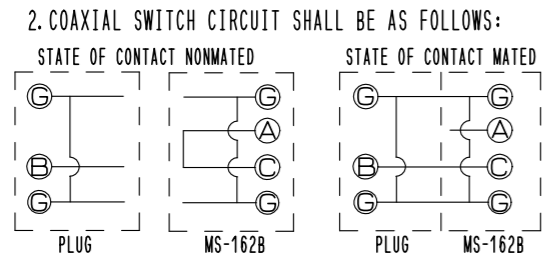 2. COAXIAL SWITCH CIRCUIT SHALL BE AS FOLLOWS:
STATE OF CONTACT NONMATED
STATE OF CONTACT MATED
G
G
G
G
A
A
B
C
B
C
G
G
G
G
PLUG
MS-162B
PLUG
MS-162B